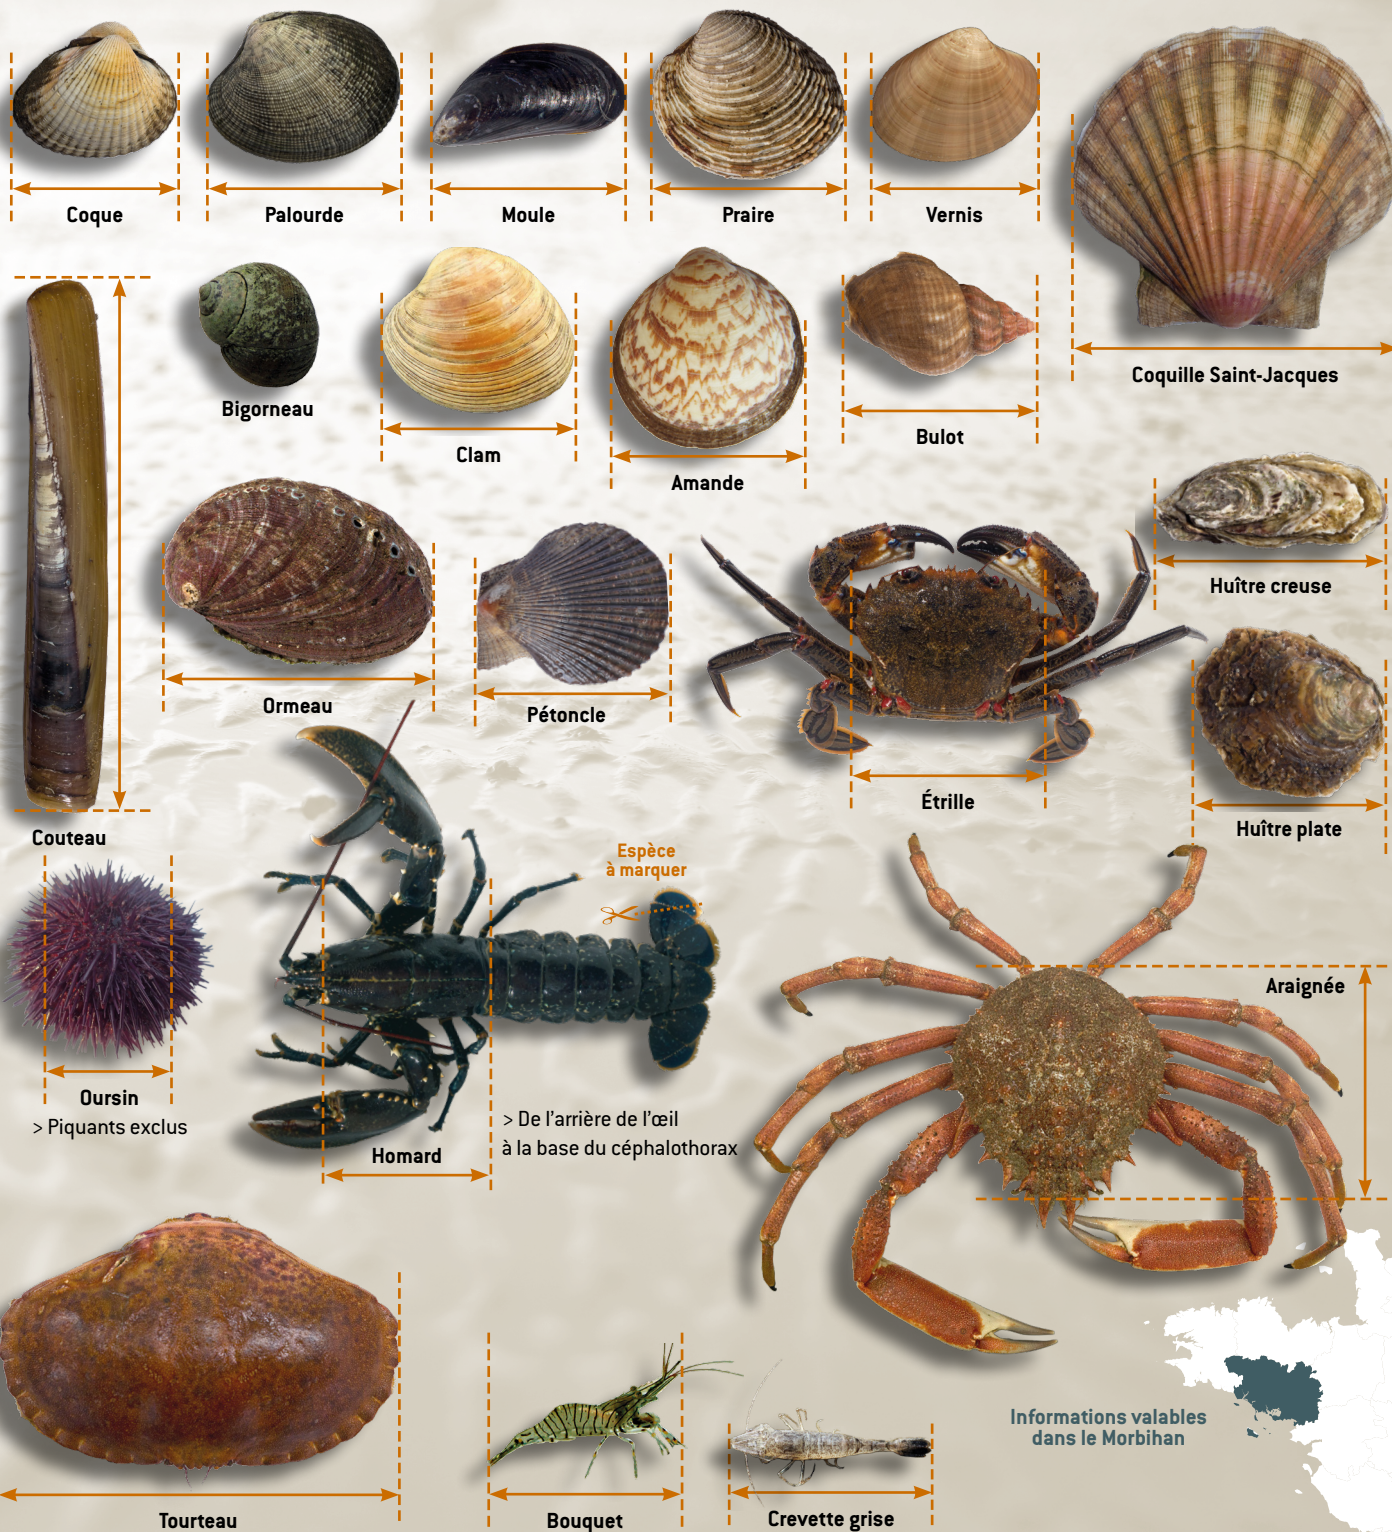 Coque
Palourde
Moule
Praire
Vernis
Coquille Saint-Jacques
Bigorneau
Clam
Amande
Bulot
Huître creuse
Ormeau
Pétoncle
Étrille
Huître plate
Couteau
Espèce
à marquer
Araignée
Oursin
> Piquants exclus
Homard
> De l'arrière de l'œil
à la base du céphalothorax
Informations valables
dans le Morbihan
Tourteau
Bouquet
Crevette grise